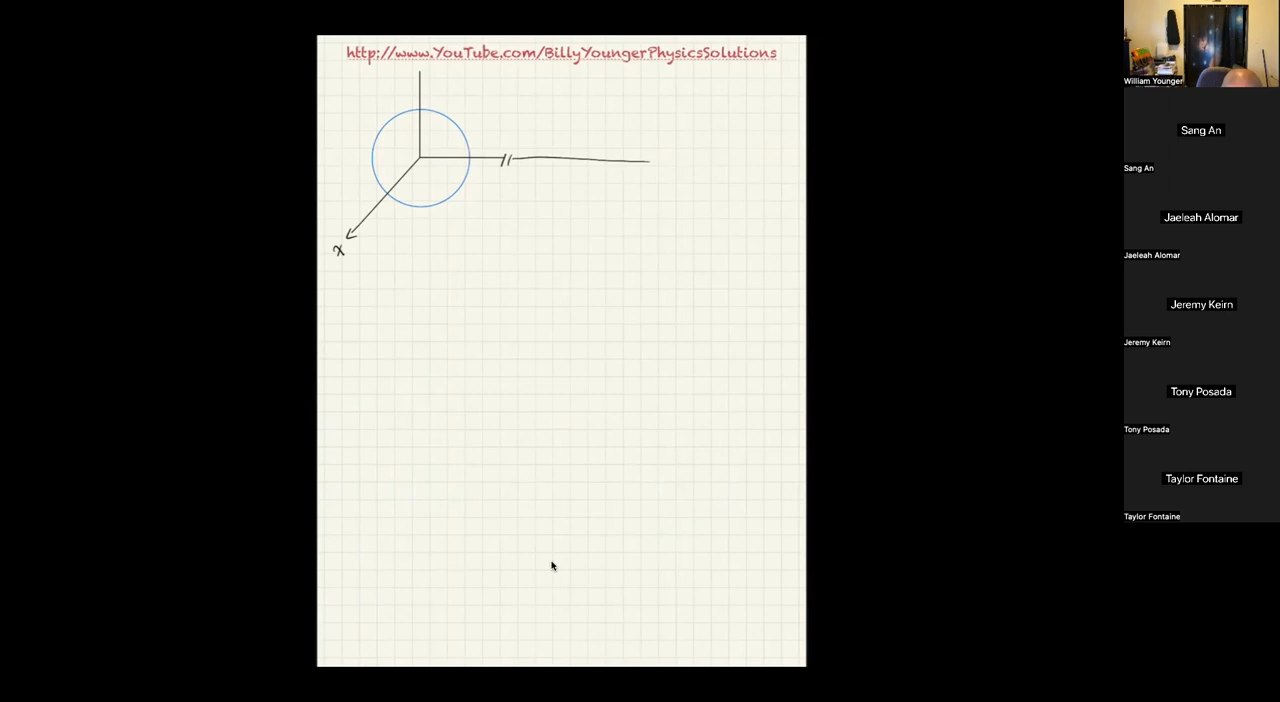 http://www.YouTube.com/BillyYoungerPhysicsSolutions
x
William Younger
Sang An
Sang An
Jaeleah Alomar
Jaeleah Alomar
Jeremy Keirn
Jeremy Keirn
Tony Posada
Tony Posada
Taylor Fontaine
Taylor Fontaine